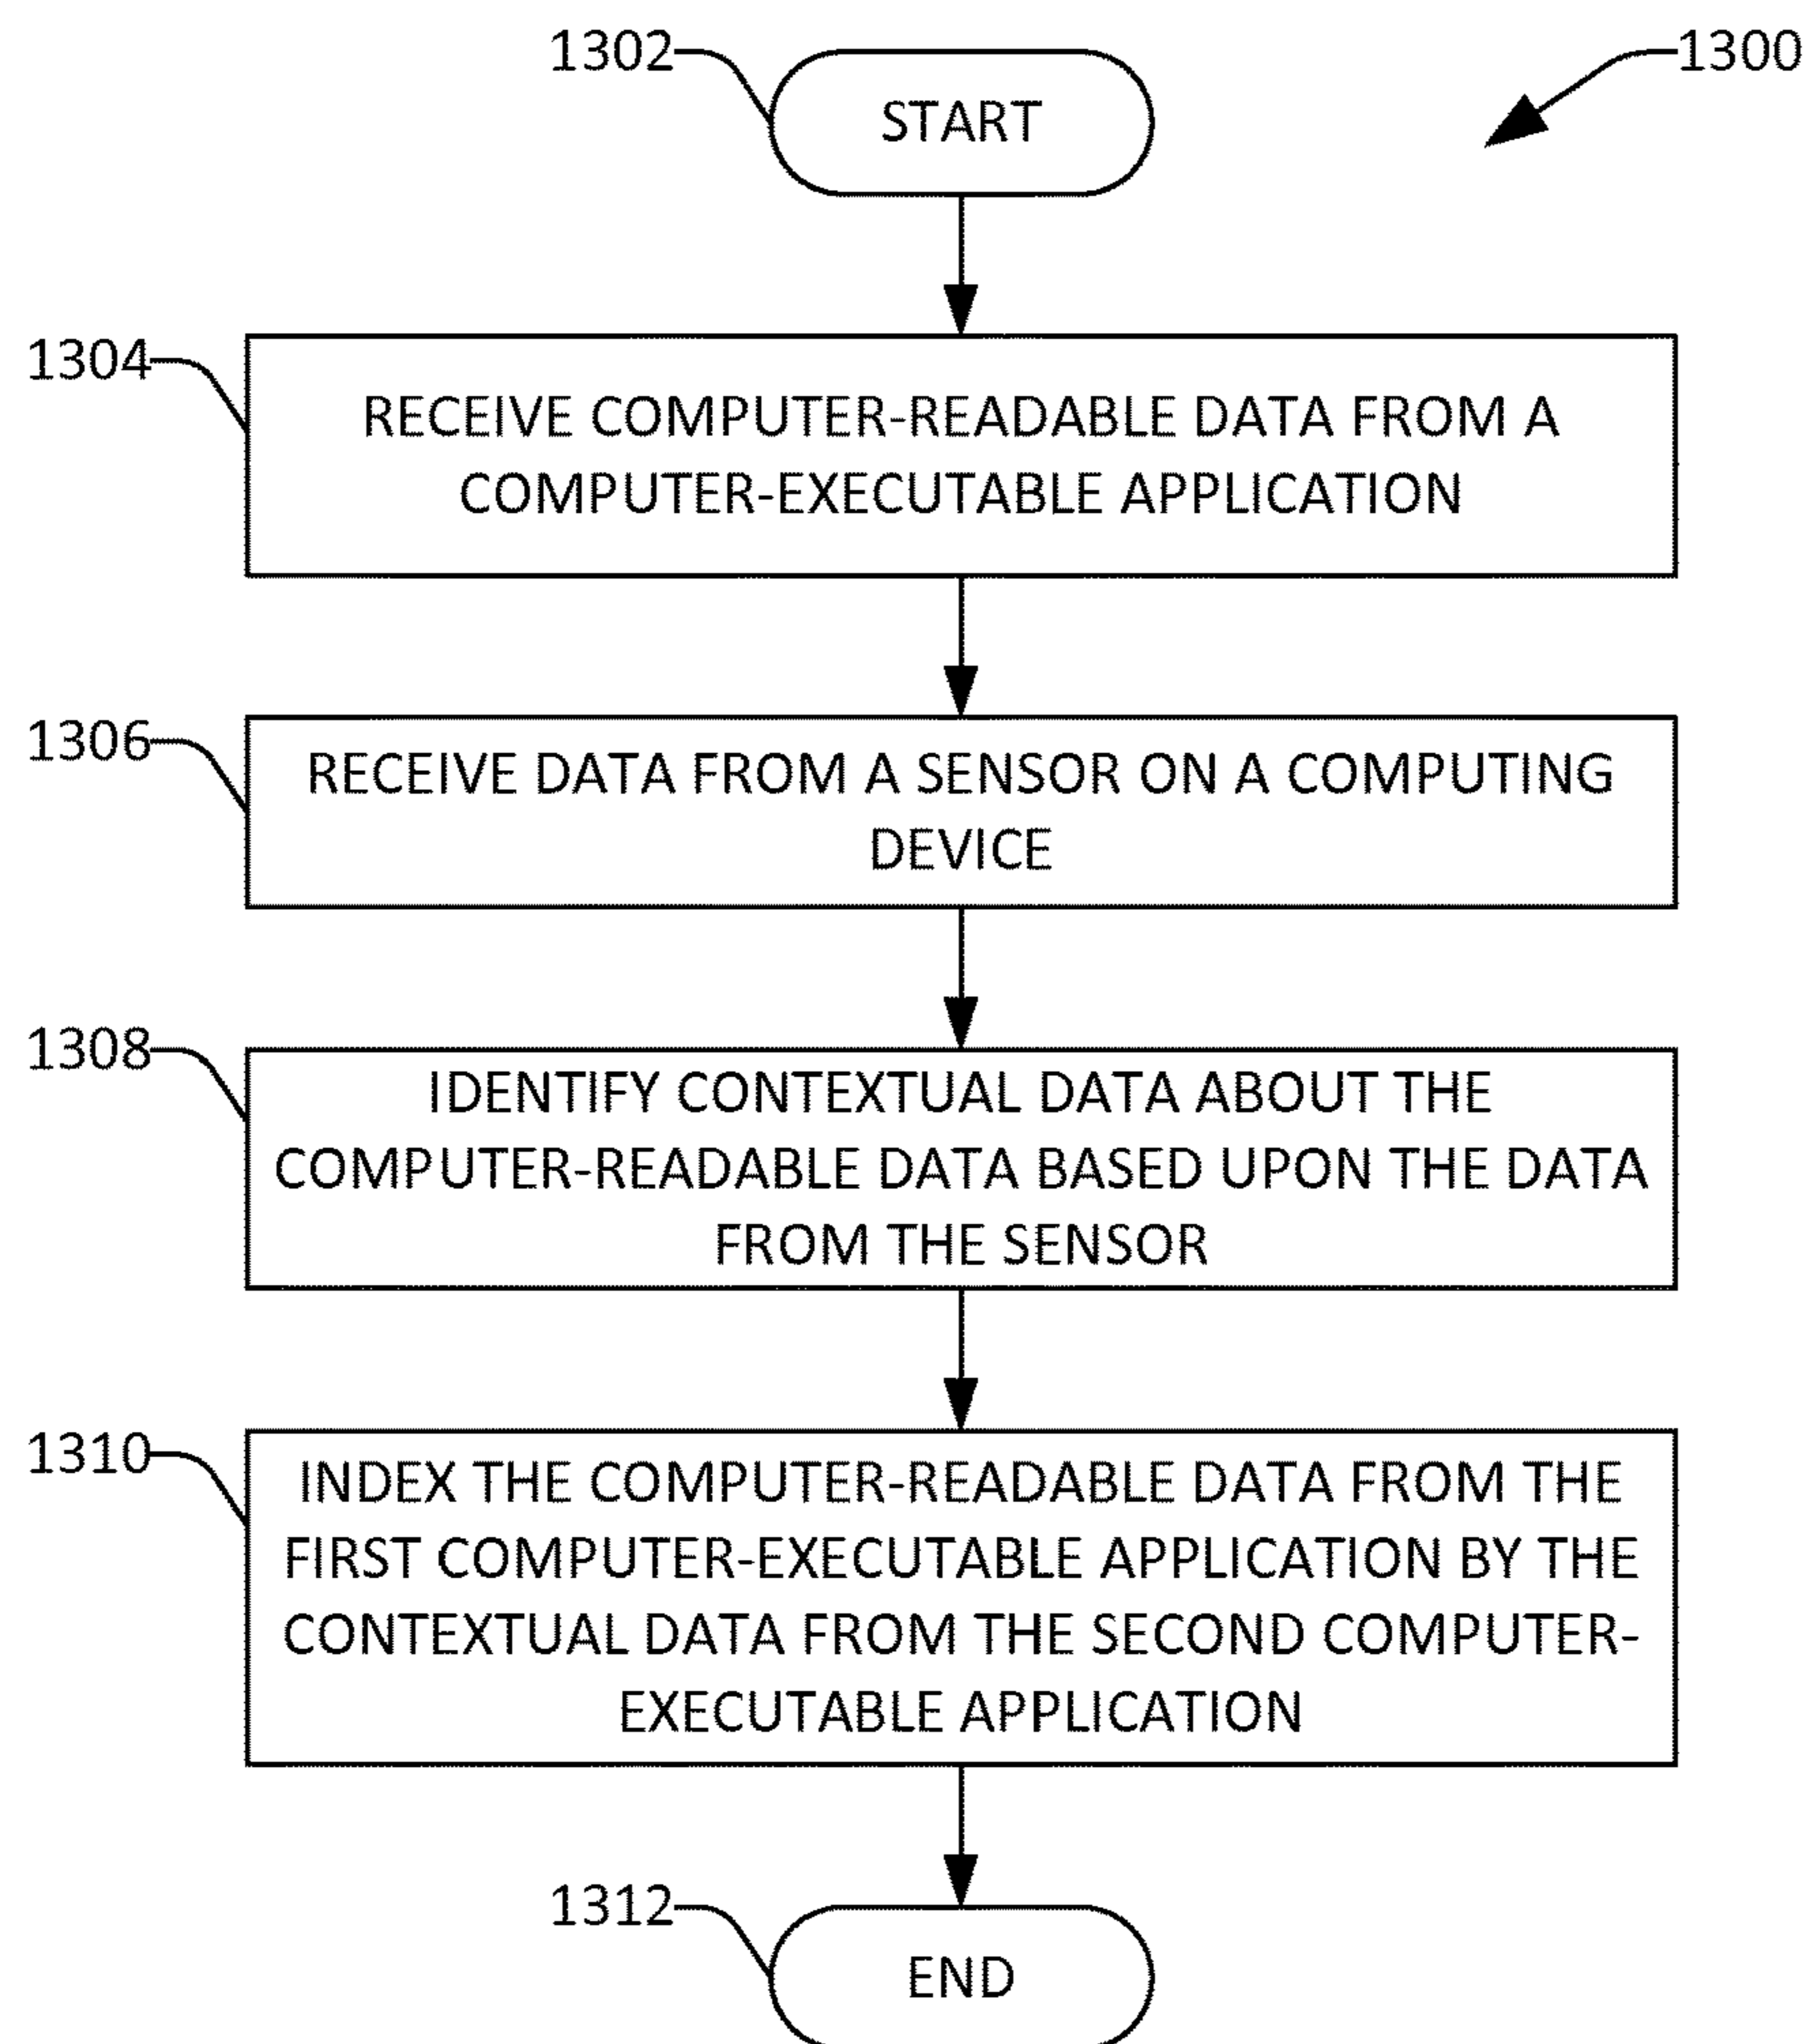 1302
START
1300
1304
RECEIVE COMPUTER-READABLE DATA FROM A
COMPUTER-EXECUTABLE APPLICATION
1306
RECEIVE DATA FROM A SENSOR ON A COMPUTING
DEVICE
1308
IDENTIFY CONTEXTUAL DATA ABOUT THE
COMPUTER-READABLE DATA BASED UPON THE DATA
FROM THE SENSOR
1310
INDEX THE COMPUTER-READABLE DATA FROM THE
FIRST COMPUTER-EXECUTABLE APPLICATION BY THE
CONTEXTUAL DATA FROM THE SECOND COMPUTER-
EXECUTABLE APPLICATION
1312
END